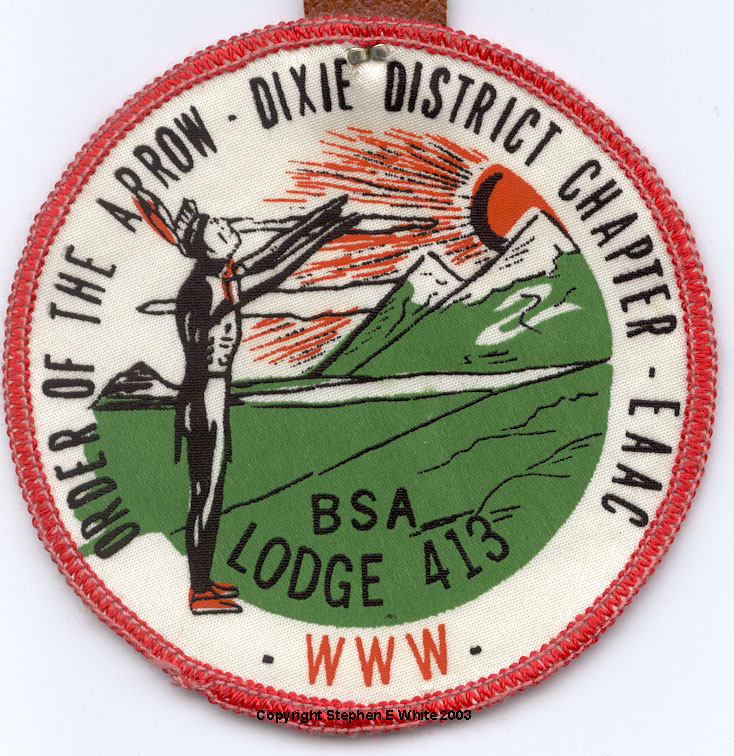 ORDER OF THE ARROW - DIXIE DISTRICT CHAPTER - EAAC
BSA
LODGE 413
- WWW -
Copyright Stephen E White 2003